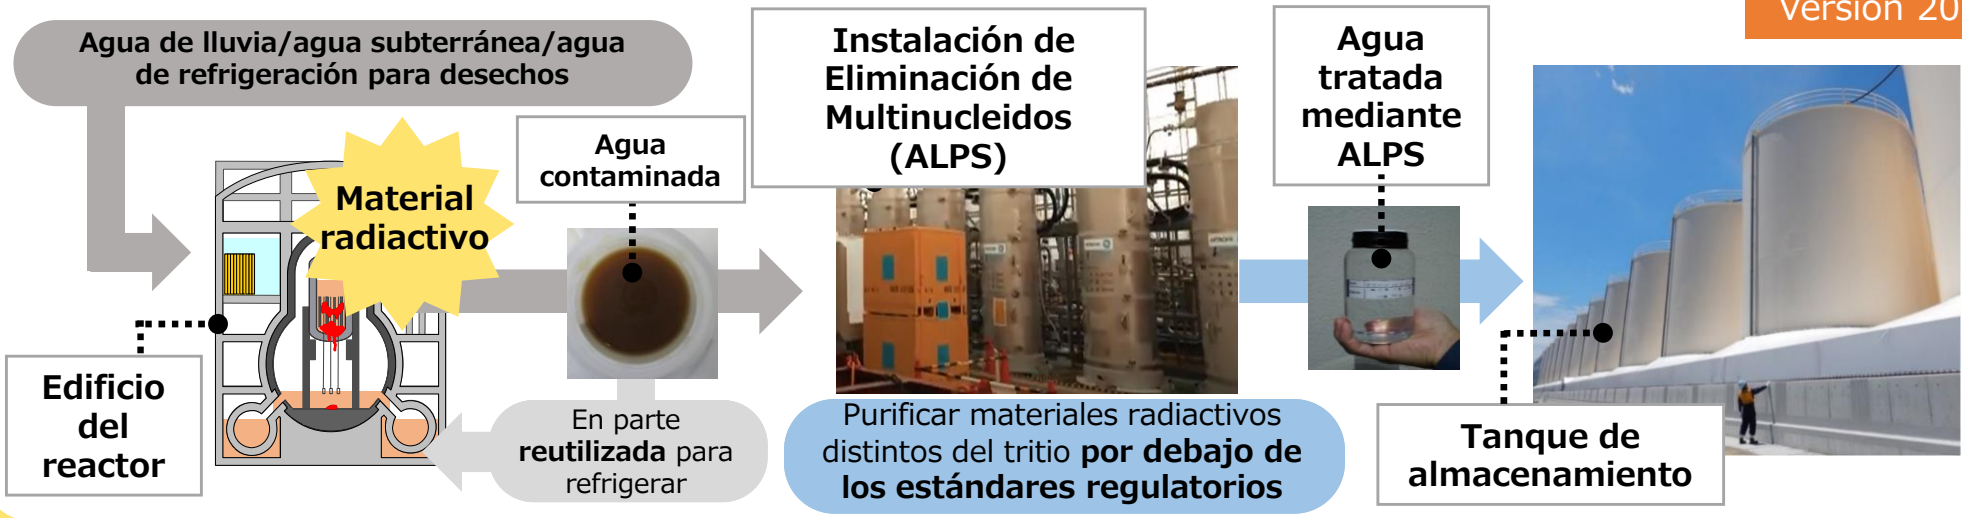 Versión 20
Agua de lluvia/agua subterránea/agua
de refrigeración para desechos
Material
radiactivo
Agua
contaminada
Instalación de
Eliminación de
Multinucleidos
(ALPS)
Agua
tratada
mediante
ALPS
Edificio
del
reactor
En parte
reutilizada para
refrigerar
Purificar materiales radiactivos
distintos del tritio por debajo de
los estándares regulatorios
Tanque de
almacenamiento